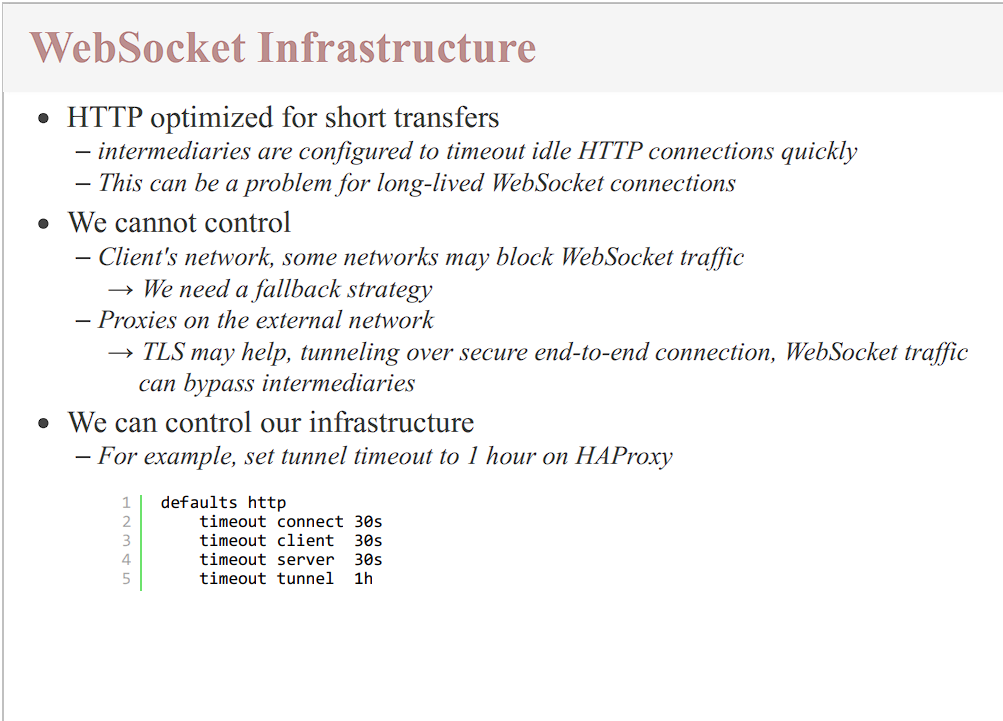 WebSocket Infrastructure
• HTTP optimized for short transfers
– intermediaries are configured to timeout idle HTTP connections quickly
– This can be a problem for long-lived WebSocket connections
• We cannot control
– Client's network, some networks may block WebSocket traffic
→ We need a fallback strategy
– Proxies on the external network
→ TLS may help, tunneling over secure end-to-end connection, WebSocket traffic
can bypass intermediaries
• We can control our infrastructure
– For example, set tunnel timeout to 1 hour on HAProxy
1 defaults http
2     timeout connect 30s
3     timeout client  30s
4     timeout server  30s
5     timeout tunnel  1h